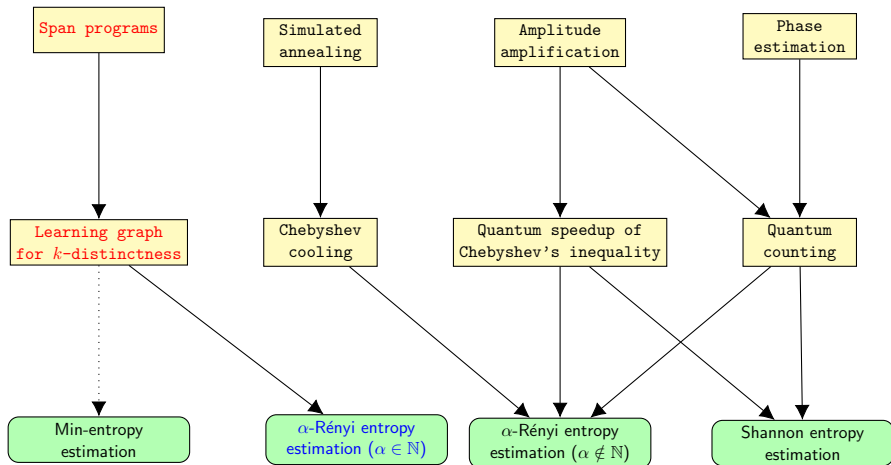 Span programs
Simulated
annealing
Amplitude
amplification
Phase
estimation
Learning graph
for k-distinctness
Chebyshev
cooling
Quantum speedup of
Chebyshev's inequality
Quantum
counting
Min-entropy
estimation
α-Rényi entropy
estimation (α ∈ ℕ)
α-Rényi entropy
estimation (α ∉ ℕ)
Shannon entropy
estimation